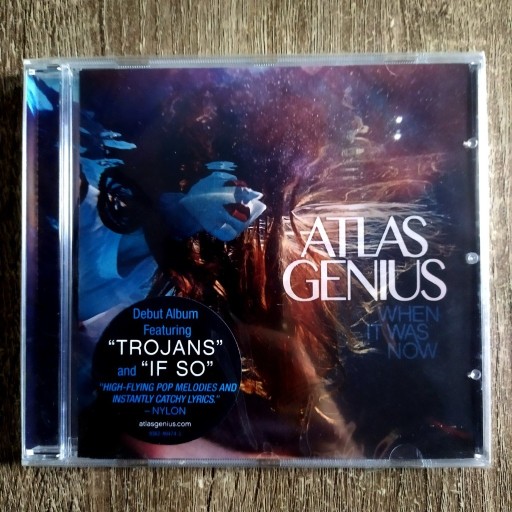 ATLAS
GENIUS
WHEN
IT WAS
NOW
Debut Album
Featuring
“TROJANS”
and “IF SO”
"HIGH-FLYING POP MELODIES AND
INSTANTLY CATCHY LYRICS."
– NYLON
atlasgenius.com